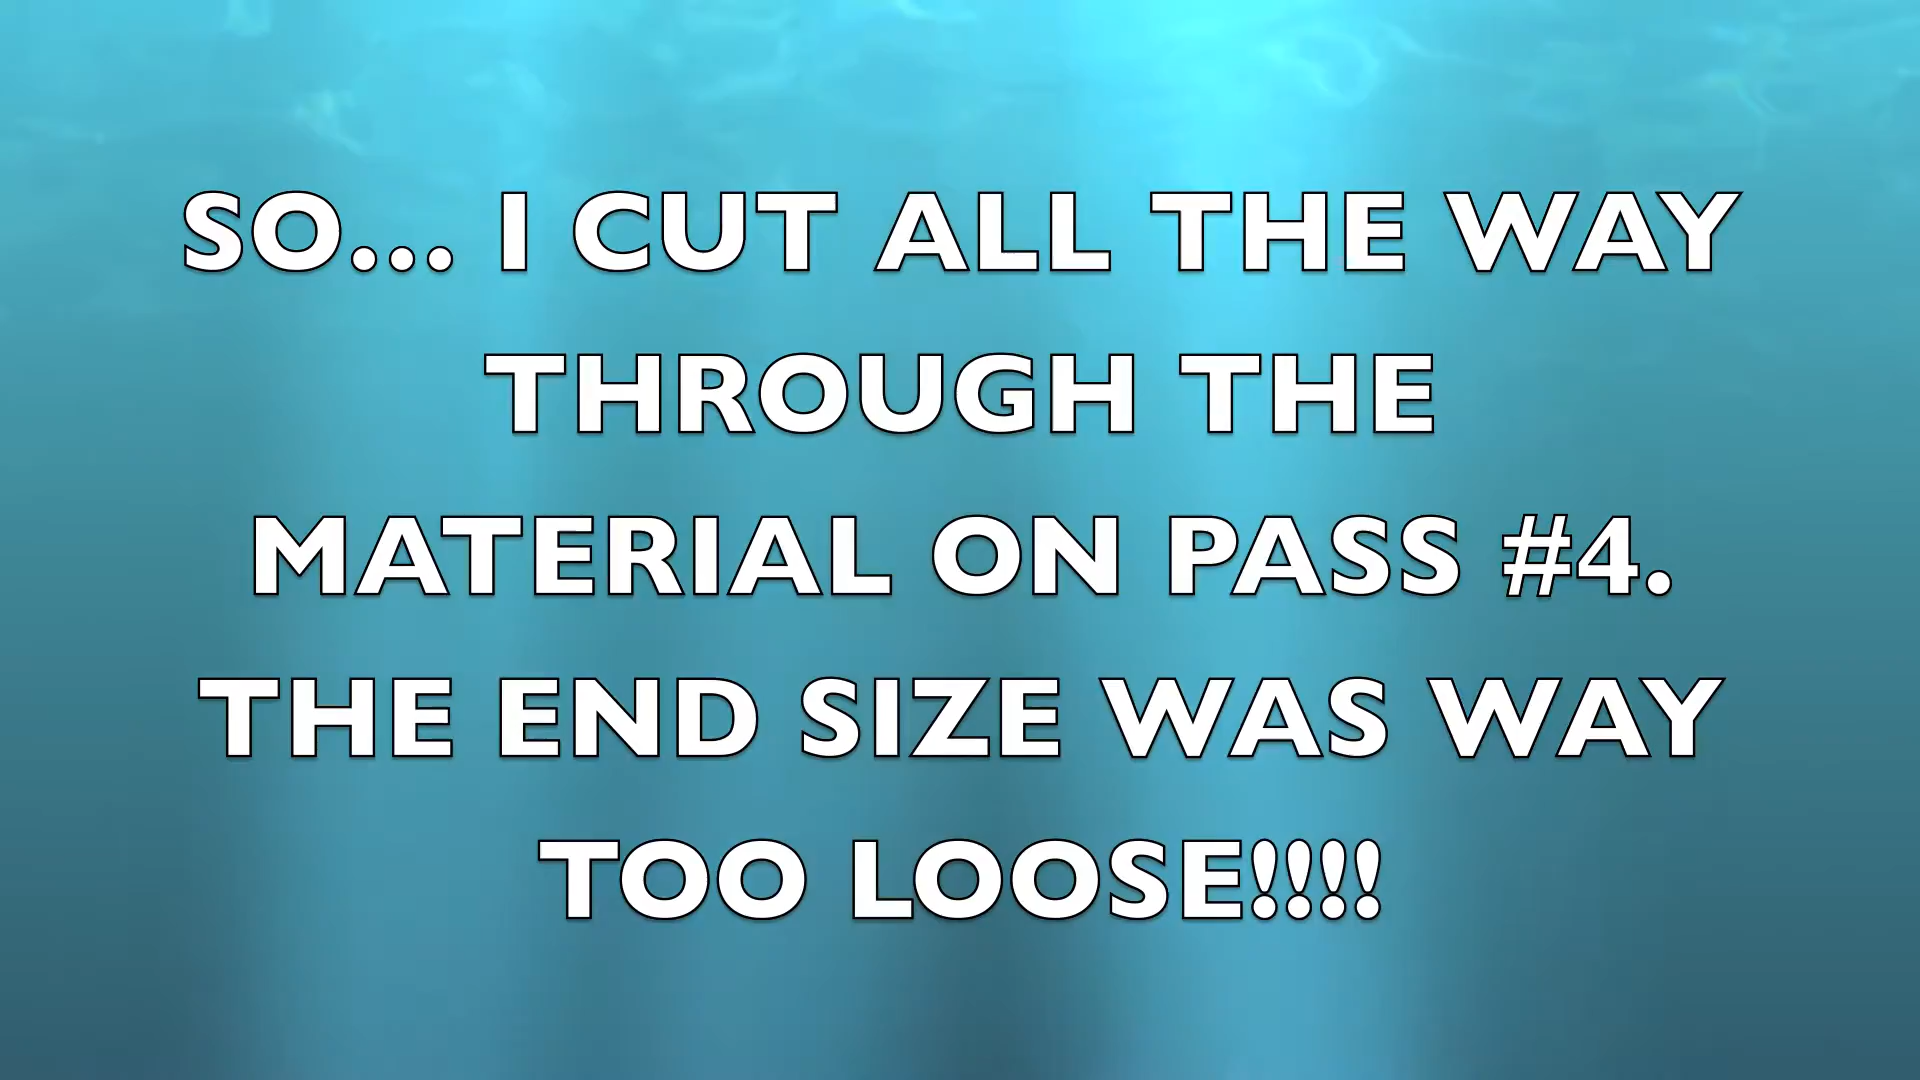 SO... I CUT ALL THE WAY
THROUGH THE
MATERIAL ON PASS #4.
THE END SIZE WAS WAY
TOO LOOSE!!!!